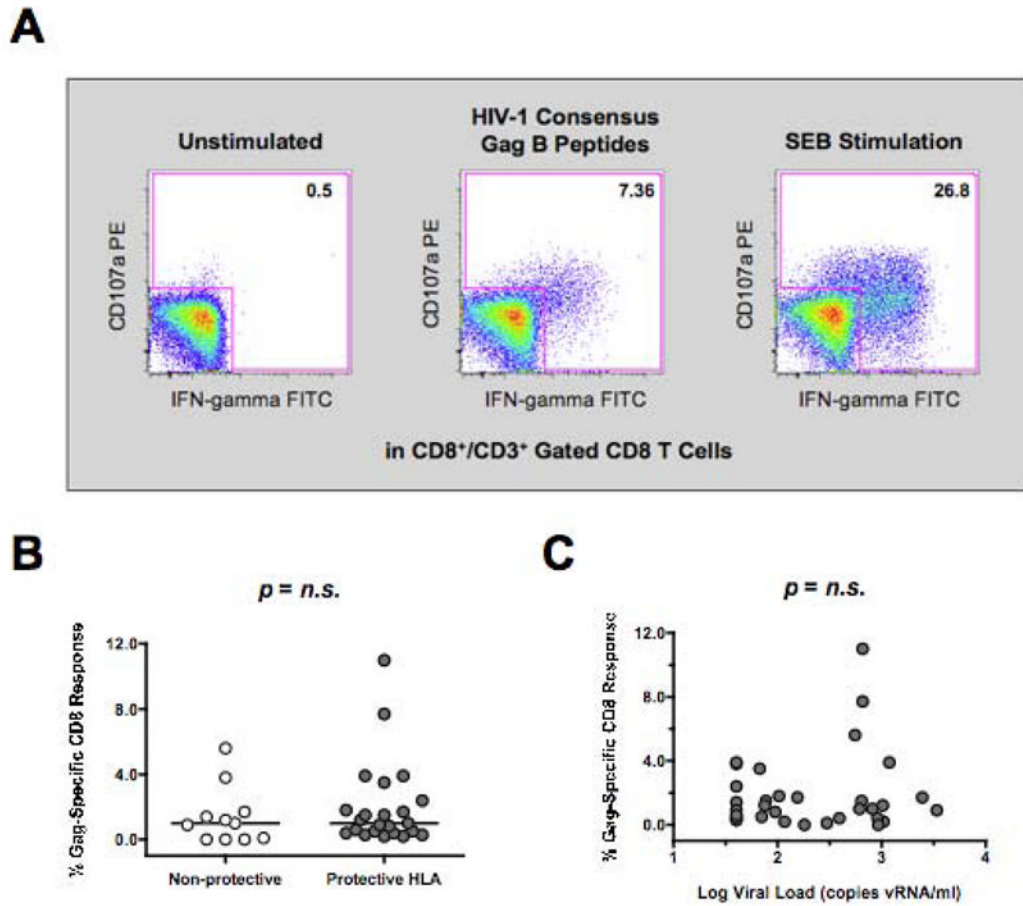 A
Unstimulated
HIV-1 Consensus
Gag B Peptides
SEB Stimulation
0.5
7.36
26.8
CD107a PE
CD107a PE
CD107a PE
IFN-gamma FITC
IFN-gamma FITC
IFN-gamma FITC
in CD8⁺/CD3⁺ Gated CD8 T Cells
B
p = n.s.
% Gag-Specific CD8 Response
12.0
8.0
4.0
0.0
Non-protective
Protective HLA
C
p = n.s.
% Gag-Specific CD8 Response
12.0
8.0
4.0
0.0
1
2
3
4
Log Viral Load (copies vRNA/ml)